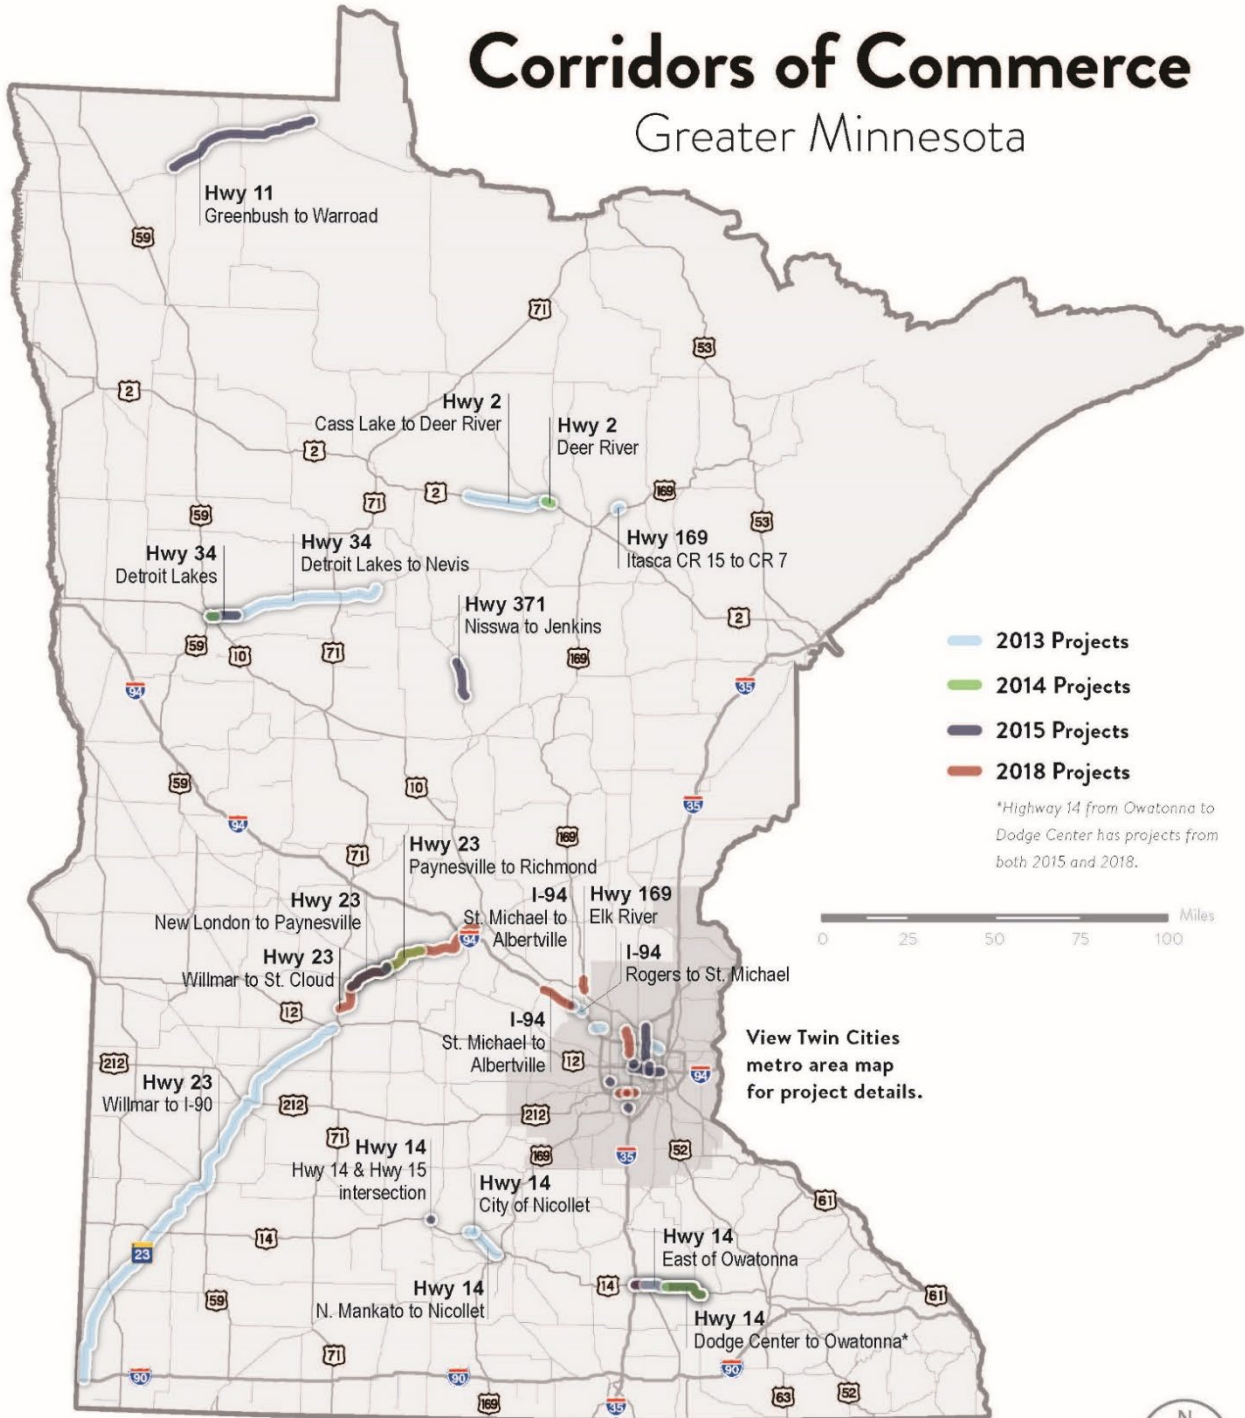 Corridors of Commerce
Greater Minnesota
Hwy 11
Greenbush to Warroad
59
71
53
2
Hwy 2
Cass Lake to Deer River
Hwy 2
Deer River
2
2
71
169
59
53
Hwy 169
Itasca CR 15 to CR 7
Hwy 34
Detroit Lakes
Hwy 34
Detroit Lakes to Nevis
Hwy 371
Nisswa to Jenkins
2
59
10
71
169
94
35
2013 Projects
2014 Projects
2015 Projects
2018 Projects
*Highway 14 from Owatonna to
Dodge Center has projects from
both 2015 and 2018.
59
10
35
94
169
71
Hwy 23
Paynesville to Richmond
Hwy 23
New London to Paynesville
I-94
St. Michael to
Albertville
Hwy 169
Elk River
94
Hwy 23
Willmar to St. Cloud
I-94
Rogers to St. Michael
Miles
0 25 50 75 100
12
I-94
St. Michael to
Albertville
12
View Twin Cities
metro area map
for project details.
94
212
Hwy 23
Willmar to I-90
212
212
71
169
35
52
Hwy 14
Hwy 14 & Hwy 15
intersection
Hwy 14
City of Nicollet
61
14
23
Hwy 14
East of Owatonna
14
59
Hwy 14
N. Mankato to Nicollet
61
Hwy 14
Dodge Center to Owatonna*
71
90
90
90
169
35
63
52
N